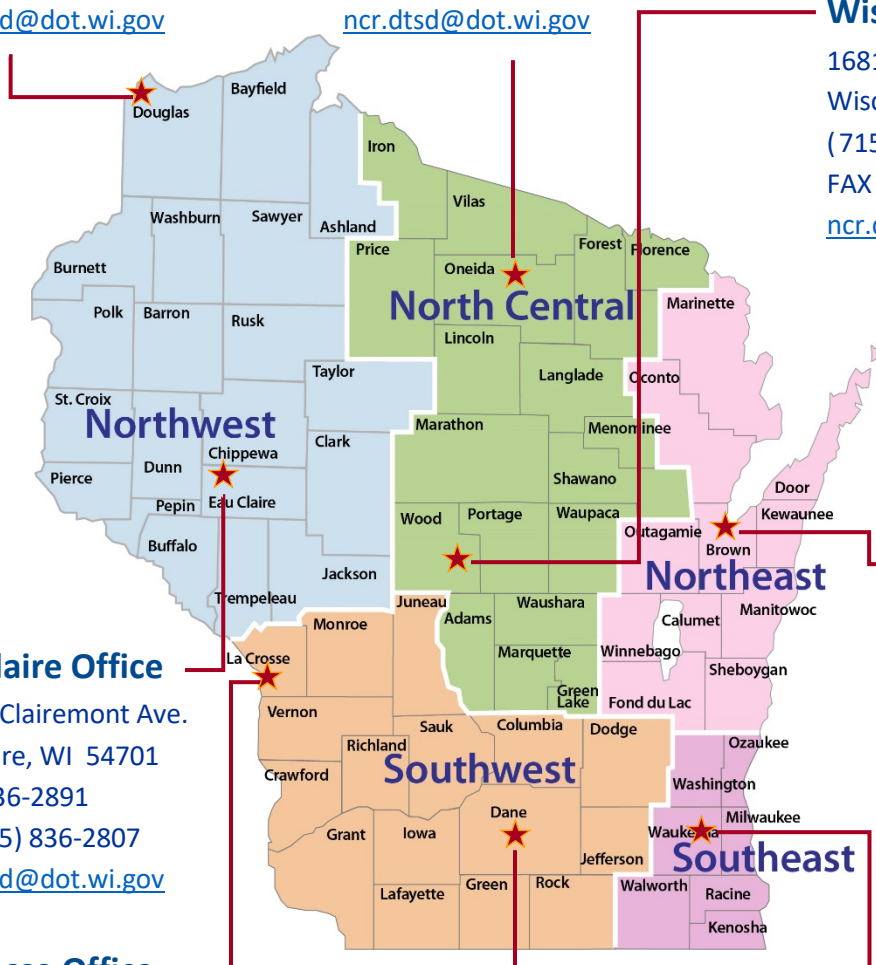 d@dot.wi.gov
ncr.dtsd@dot.wi.gov
Wis
1681
Wisc
(715
FAX
ncr.d
Douglas
Bayfield
Iron
Vilas
Washburn
Sawyer
Ashland
Price
Forest
Florence
Burnett
Oneida
North Central
Marinette
Polk
Barron
Rusk
Lincoln
Taylor
Langlade
Oconto
St. Croix
Northwest
Marathon
Menominee
Clark
Chippewa
Pierce
Dunn
Shawano
Door
Pepin
Eau Claire
Wood
Portage
Waupaca
Kewaunee
Outagamie
Brown
Buffalo
Northeast
Jackson
Trempeleau
Juneau
Waushara
Adams
Calumet
Manitowoc
Monroe
Marquette
Winnebago
La Crosse
laire Office
Sheboygan
Green
Lake
Fond du Lac
Clairemont Ave.
Vernon
Sauk
Columbia
Dodge
re, WI 54701
Richland
Ozaukee
Crawford
Southwest
Washington
36-2891
Dane
Milwaukee
5) 836-2807
Grant
Iowa
Waukesha
Southeast
Jefferson
d@dot.wi.gov
Lafayette
Green
Rock
Walworth
Racine
Kenosha
sse Office